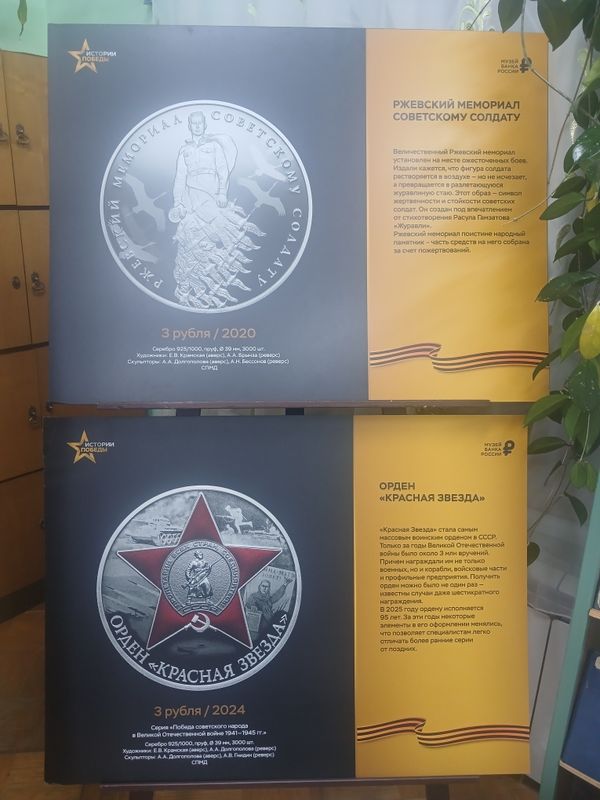 ИСТОРИИ
ПОБЕДЫ
МУЗЕЙ
БАНКА
РОССИИ
РЖЕВСКИЙ МЕМОРИАЛ СОВЕТСКОМУ СОЛДАТУ
3 рубля / 2020
Серебро 925/1000, пруф, Ø 39 мм, 3000 шт.
Художники: Е.В. Крамская (аверс), А.А. Брынза (реверс)
Скульпторы: А.А. Долгополова (аверс), А.Н. Бессонов (реверс)
СПМД
РЖЕВСКИЙ МЕМОРИАЛ
СОВЕТСКОМУ СОЛДАТУ
Величественный Ржевский мемориал
установлен на месте ожесточенных боев.
Издали кажется, что фигура солдата
растворяется в воздухе – но не исчезает,
а превращается в разлетающуюся
журавлиную стаю. Этот образ – символ
жертвенности и стойкости советских
солдат. Он создан под впечатлением
от стихотворения Расула Гамзатова
«Журавли».
Ржевский мемориал поистине народный
памятник - часть средств на него собрана
за счет пожертвований.
ИСТОРИИ
ПОБЕДЫ
МУЗЕЙ
БАНКА
РОССИИ
ОРДЕН «КРАСНАЯ ЗВЕЗДА»
3 рубля / 2024
Серия «Победа советского народа
в Великой Отечественной войне 1941–1945 гг.»
Серебро 925/1000, пруф, Ø 39 мм, 3000 шт.
Художники: Е.В. Крамская (аверс), А.А. Долгополова (реверс)
Скульпторы: А.А. Долгополова (аверс), А.В. Гнидин (реверс)
СПМД
ОРДЕН
«КРАСНАЯ ЗВЕЗДА»
«Красная Звезда» стала самым
массовым воинским орденом в СССР.
Только за годы Великой Отечественной
войны было около 3 млн вручений.
Причем награждали им не только
военных, но и корабли, войсковые части
и профильные предприятия. Получить
орден можно было не один раз –
известны случаи даже шестикратного
награждения.
В 2025 году ордену исполняется
95 лет. За эти годы некоторые
элементы в его оформлении менялись,
что позволяет специалистам легко
отличать более ранние серии
от поздних.